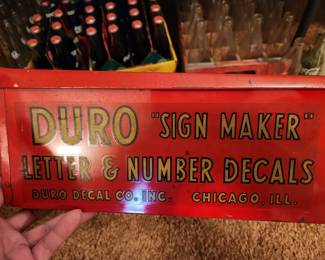 DURO "SIGN MAKER"
LETTER & NUMBER DECALS
DURO DECAL CO. INC. CHICAGO, ILL.